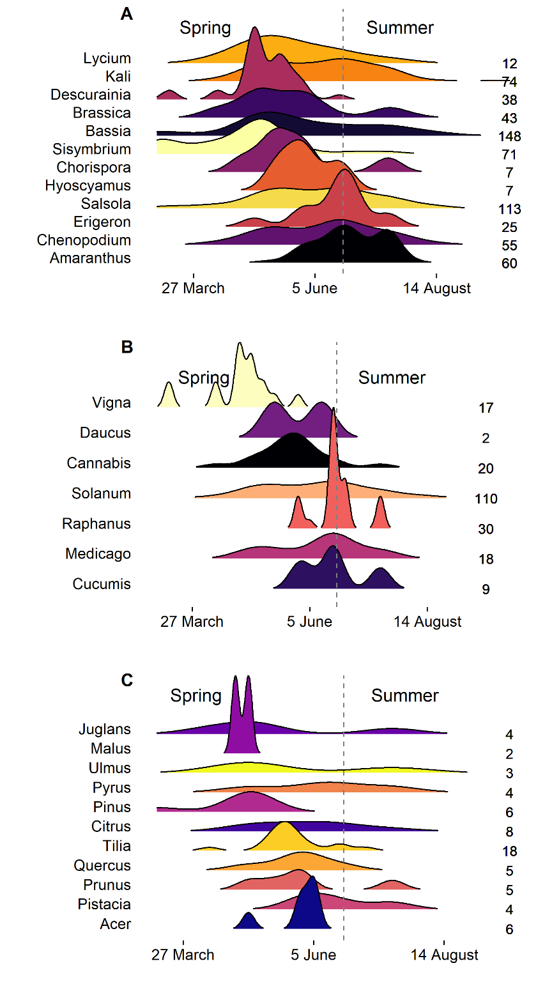 A
Spring Summer
Lycium 12
Kali 74
Descurainia 38
Brassica 43
Bassia 148
Sisymbrium 71
Chorispora 7
Hyoscyamus 7
Salsola 113
Erigeron 25
Chenopodium 55
Amaranthus 60
27 March 5 June 14 August
B
Spring Summer
Vigna 17
Daucus 2
Cannabis 20
Solanum 110
Raphanus 30
Medicago 18
Cucumis 9
27 March 5 June 14 August
C
Spring Summer
Juglans 4
Malus 2
Ulmus 3
Pyrus 4
Pinus 6
Citrus 8
Tilia 18
Quercus 5
Prunus 5
Pistacia 4
Acer 6
27 March 5 June 14 August